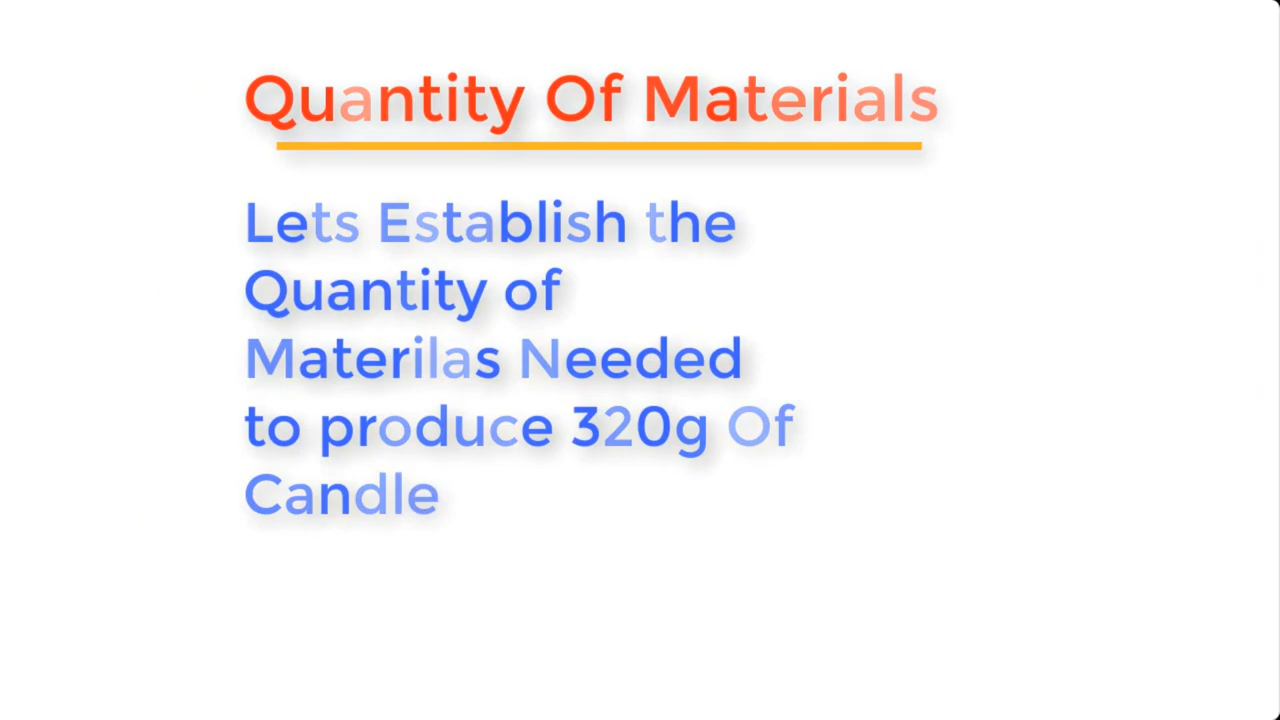 Quantity Of Materials
Lets Establish the
Quantity of
Materilas Needed
to produce 320g Of
Candle